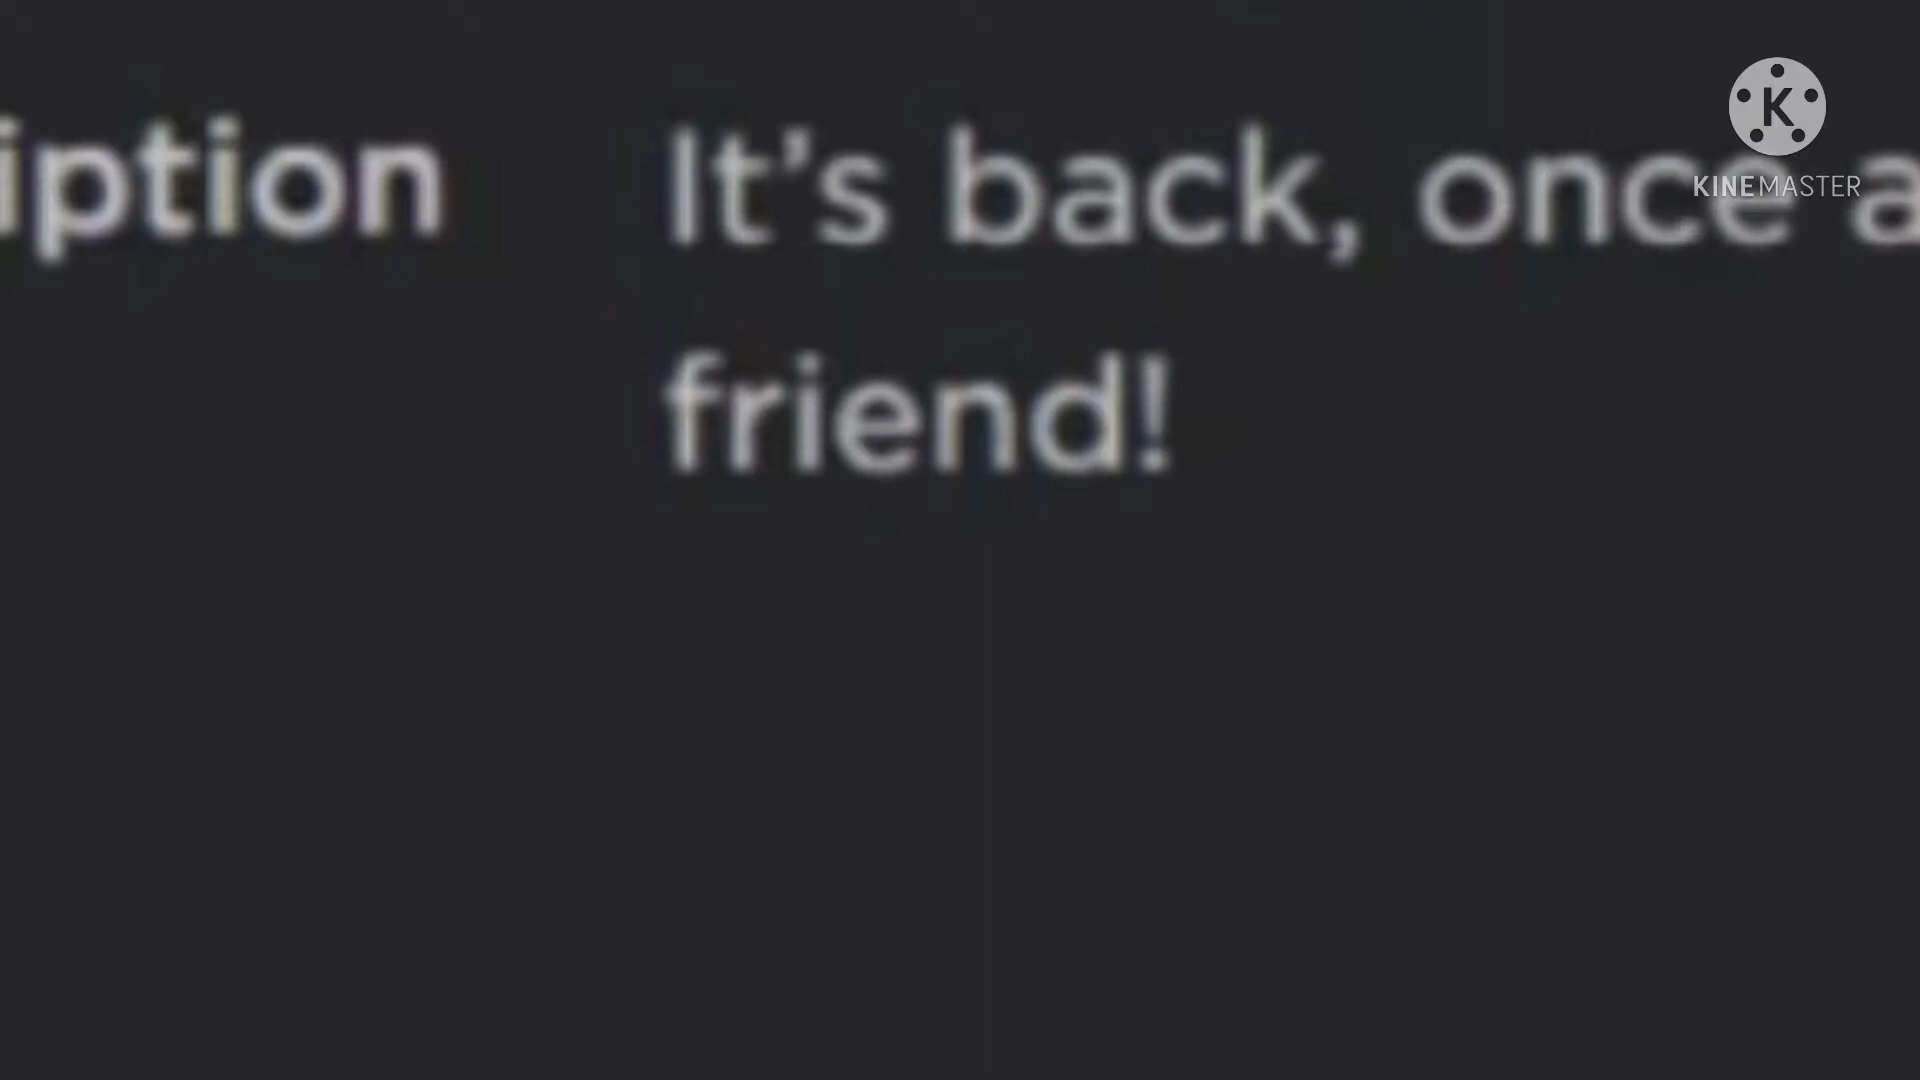 iption
It’s back, once a
friend!
K
KINEMASTER